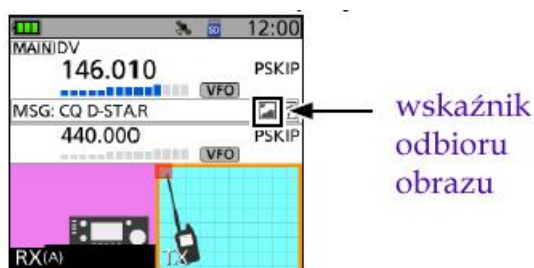 12:00
MAIN DV
146.010 PSKIP
VFO
MSG: CQ D-STAR
440.000 PSKIP
VFO
RX(A)
TX
wskaźnik
odbioru
obrazu